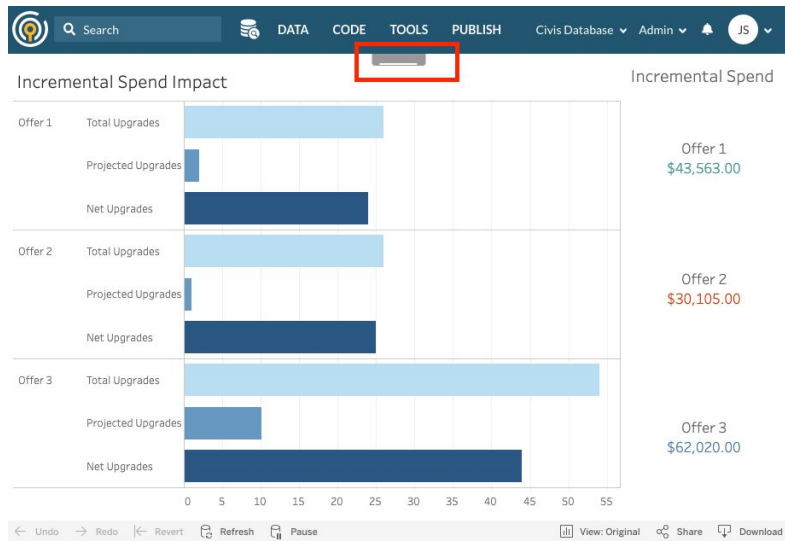 Search DATA CODE TOOLS PUBLISH Civis Database Admin JS
Incremental Spend Impact
Incremental Spend
Offer 1 Total Upgrades
Projected Upgrades
Net Upgrades
Offer 1
$43,563.00
Offer 2 Total Upgrades
Projected Upgrades
Net Upgrades
Offer 2
$30,105.00
Offer 3 Total Upgrades
Projected Upgrades
Net Upgrades
Offer 3
$62,020.00
0 5 10 15 20 25 30 35 40 45 50 55
Undo Redo Revert Refresh Pause View: Original Share Download